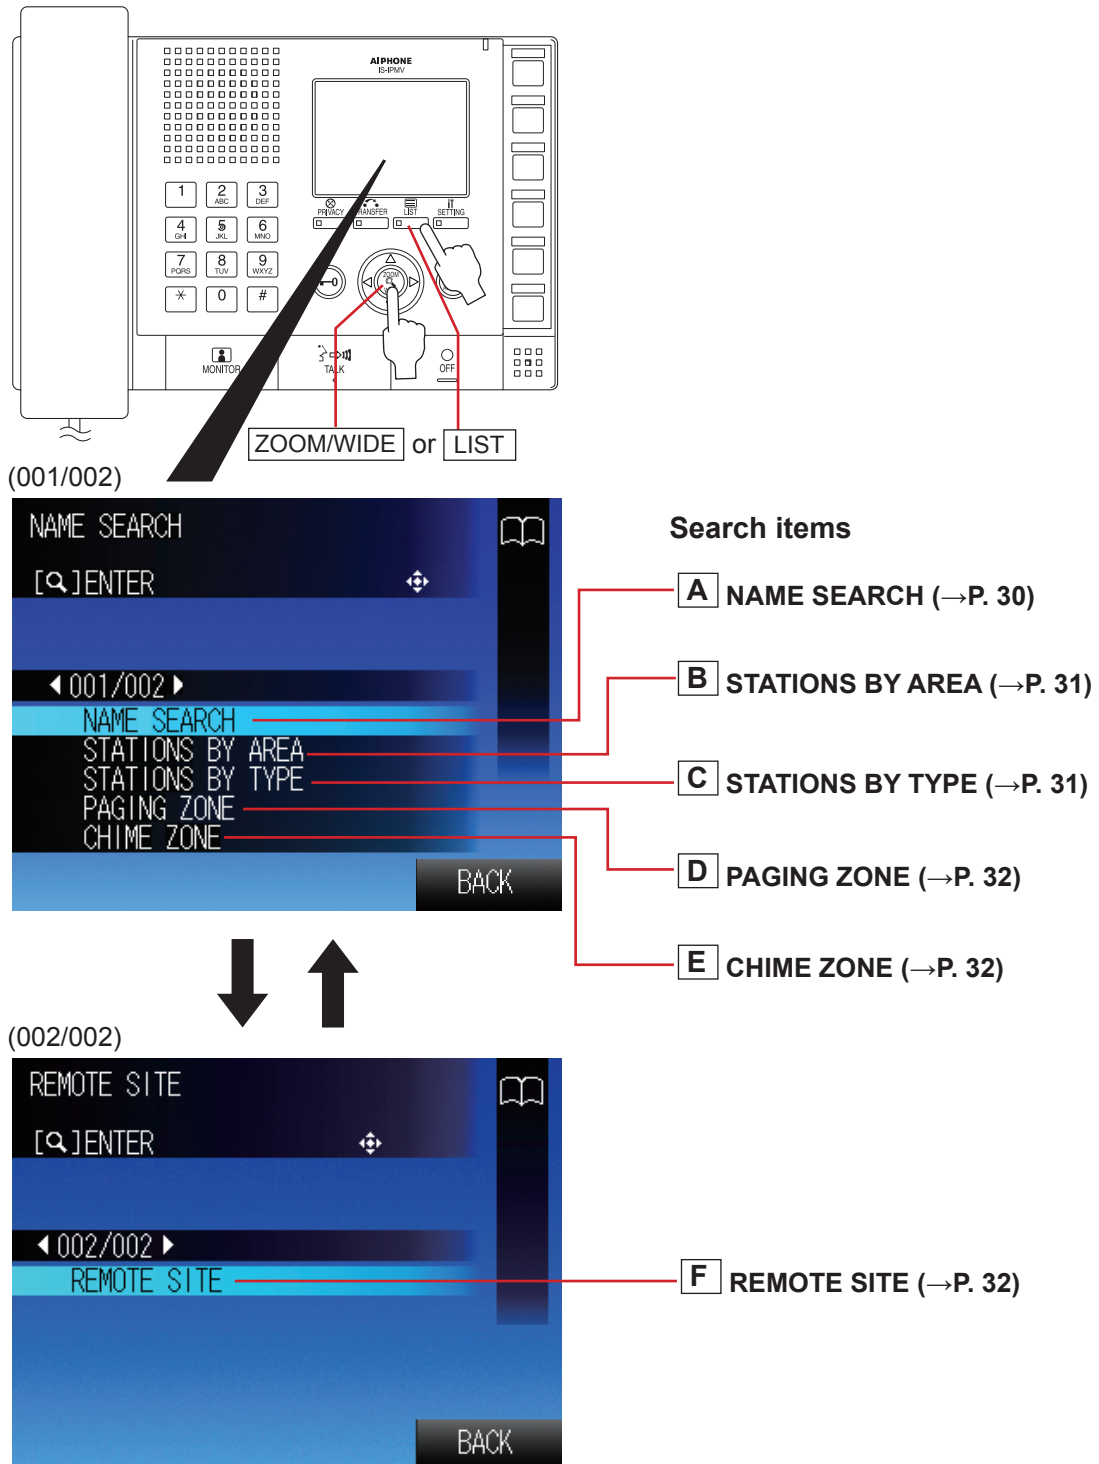 AIPHONE
IS-IPMV
1
2
ABC
3
DEF
4
GHI
5
JKL
6
MNO
7
PQRS
8
TUV
9
WXYZ
0
#
PRIVACY
TRANSFER
LIST
SETTING
ZOOM
MONITOR
TALK
OFF
ZOOM/WIDE or LIST
(001/002)
NAME SEARCH
[ ]ENTER
001/002
NAME SEARCH
STATIONS BY AREA
STATIONS BY TYPE
PAGING ZONE
CHIME ZONE
BACK
Search items
A NAME SEARCH (→P. 30)
B STATIONS BY AREA (→P. 31)
C STATIONS BY TYPE (→P. 31)
D PAGING ZONE (→P. 32)
E CHIME ZONE (→P. 32)
(002/002)
REMOTE SITE
[ ]ENTER
002/002
REMOTE SITE
BACK
F REMOTE SITE (→P. 32)